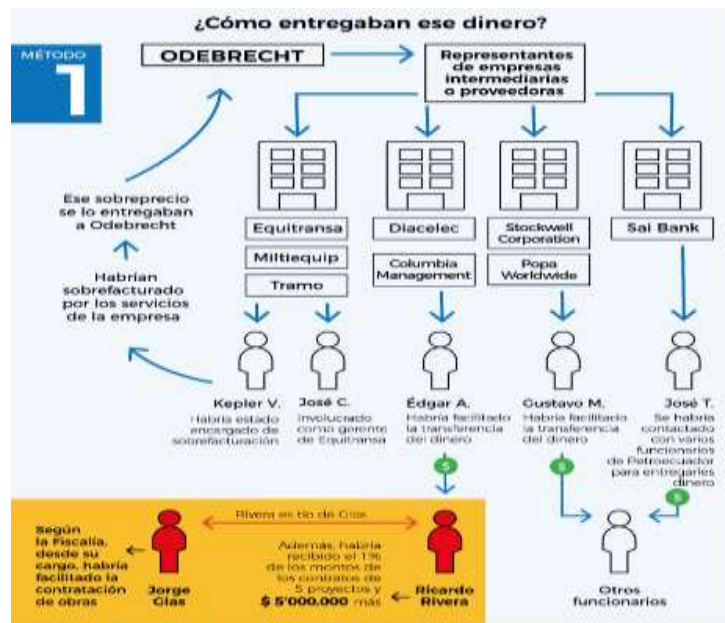 ¿Cómo entregaban ese dinero?
MÉTODO
1
ODEBRECHT
Representantes
de empresas
intermediarias
o proveedoras
Ese sobreprecio
se lo entregaban
a Odebrecht
Habrían
sobrefacturado
por los servicios
de la empresa
Equitransa
Miltiequip
Tramo
Diacelec
Columbia
Management
Stockwell
Corporation
Popa
Worldwide
Sai Bank
Kepler V.
Habría estado
encargado de
sobrefacturación
José C.
Involucrado
como gerente
de Equitransa
Édgar A.
Habría facilitado
la transferencia
del dinero
$
Gustavo M.
Habría facilitado
la transferencia
del dinero
$
José T.
Se habría
contactado
con varios
funcionarios
de Petroecuador
para entregarles
dinero
$
Según
la Fiscalía,
desde su
cargo, habría
facilitado la
contratación
de obras
Jorge
Glas
Rivera es tío de Glas
Además, habría
recibido el 1%
de los montos de
los contratos de
5 proyectos y
$ 5'000.000 más
Ricardo
Rivera
Otros
funcionarios